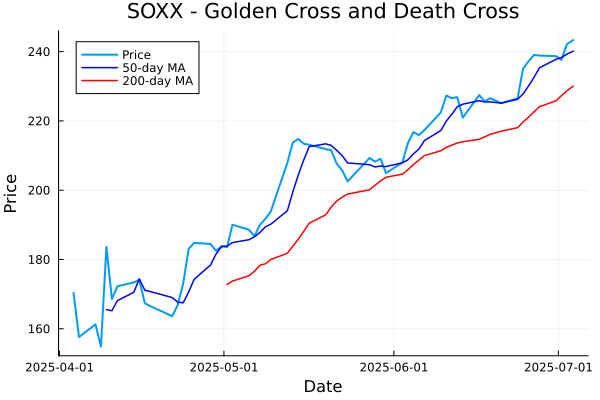 SOXX - Golden Cross and Death Cross
Price
50-day MA
200-day MA
Price
240
220
200
180
160
2025-04-01
2025-05-01
2025-06-01
2025-07-01
Date